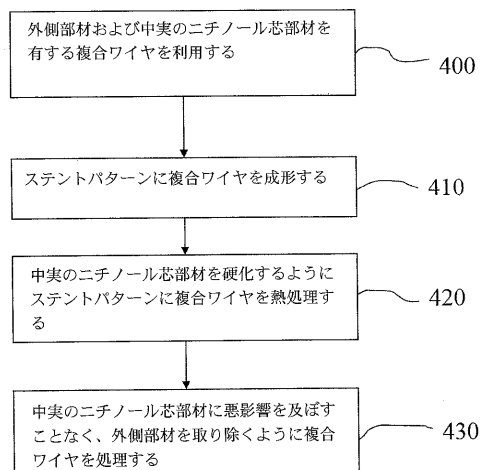 外側部材および中実のニチノール芯部材を
有する複合ワイヤを利用する
400
ステントパターンに複合ワイヤを成形する
410
中実のニチノール芯部材を硬化するように
ステントパターンに複合ワイヤを熱処理す
る
420
中実のニチノール芯部材に悪影響を及ぼす
ことなく、外側部材を取り除くように複合
ワイヤを処理する
430